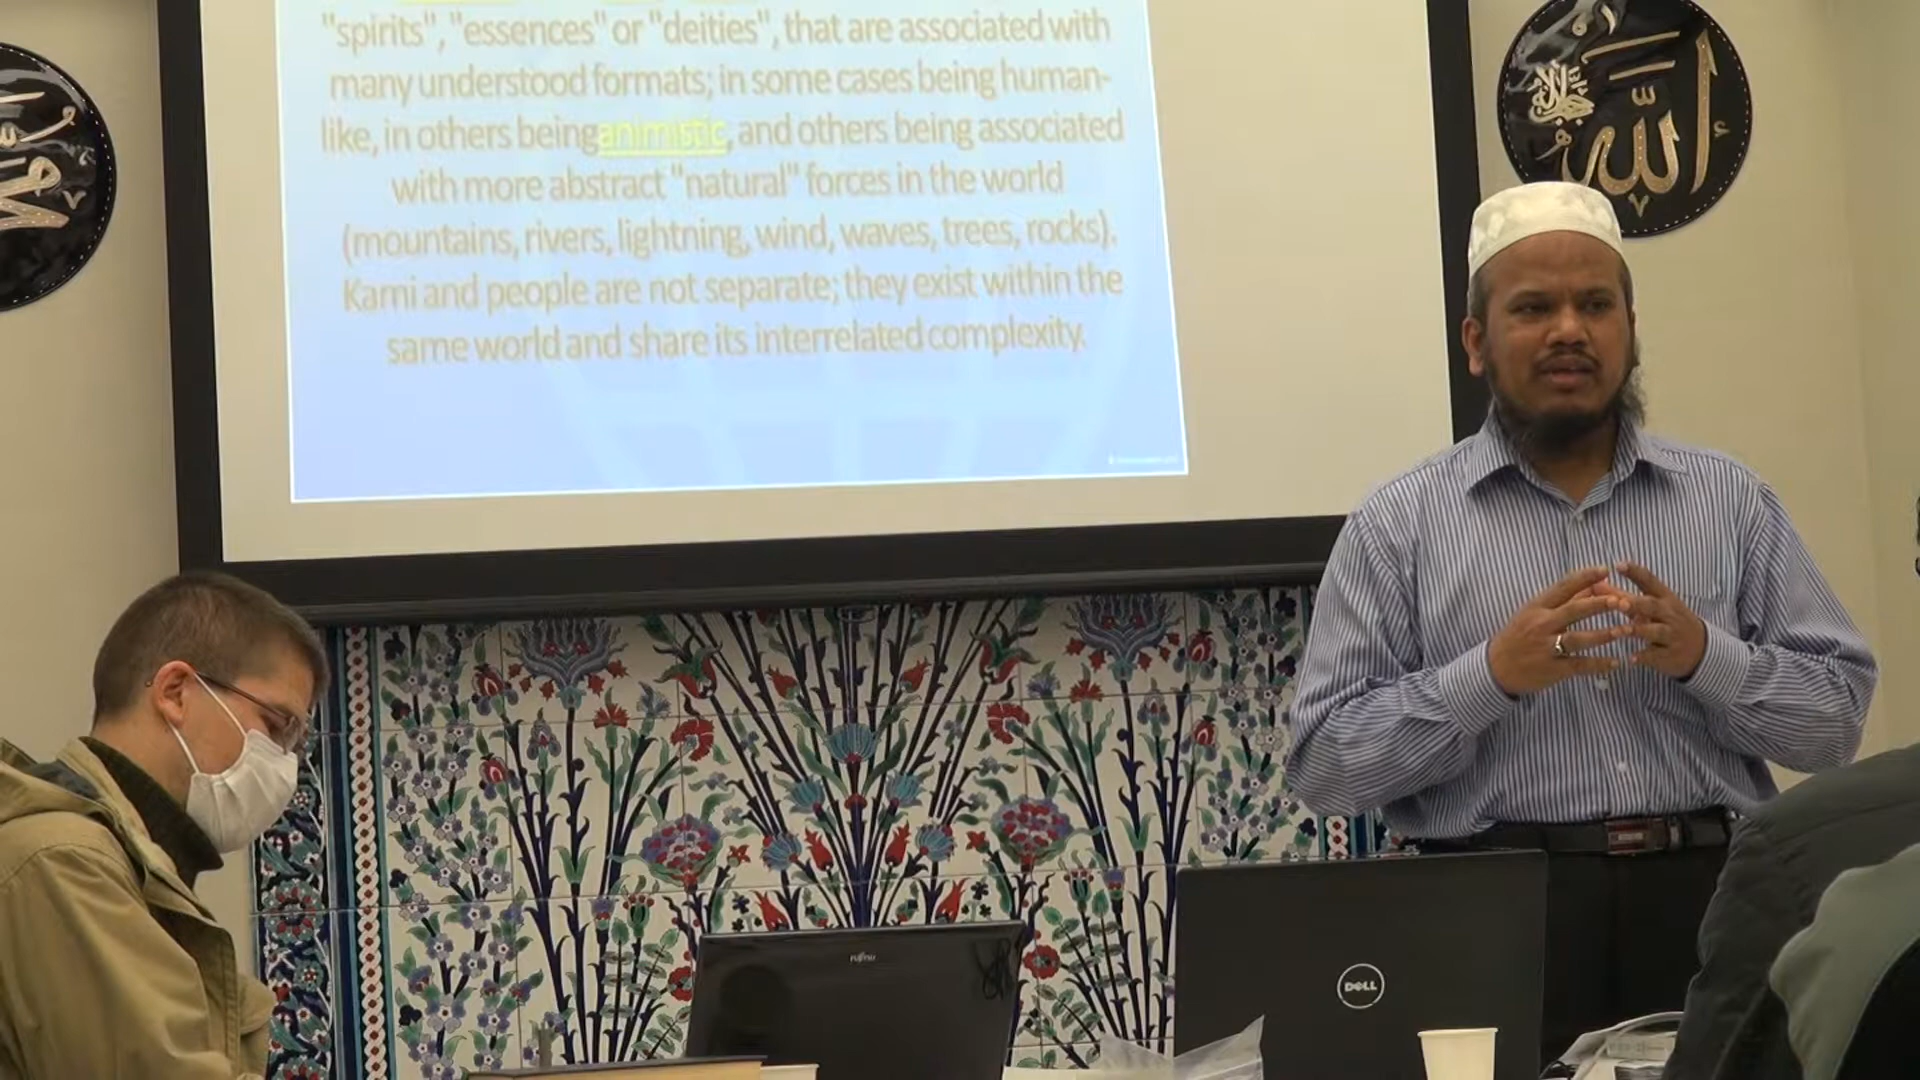 "spirits", "essences" or "deities", that are associated with
many understood formats; in some cases being human-
like, in others being animistic, and others being associated
with more abstract "natural" forces in the world
(mountains, rivers, lightning, wind, waves, trees, rocks).
Kami and people are not separate; they exist within the
same world and share its interrelated complexity.
الله
جل جلاله
FUJITSU
DELL